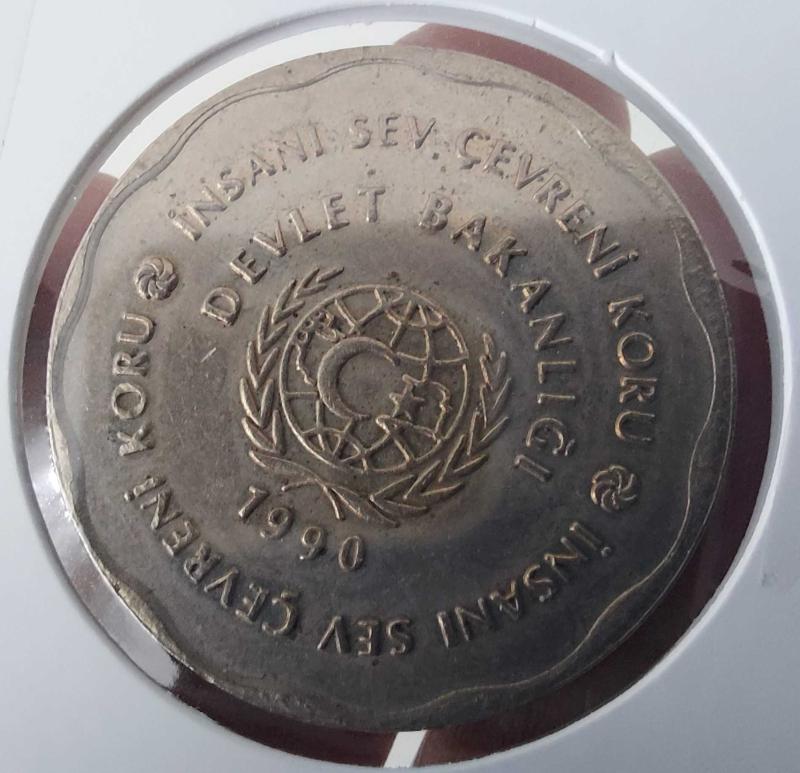 İNSANI SEV ÇEVRENİ KORU
İNSANI SEV ÇEVRENİ KORU
DEVLET BAKANLIĞI
1990